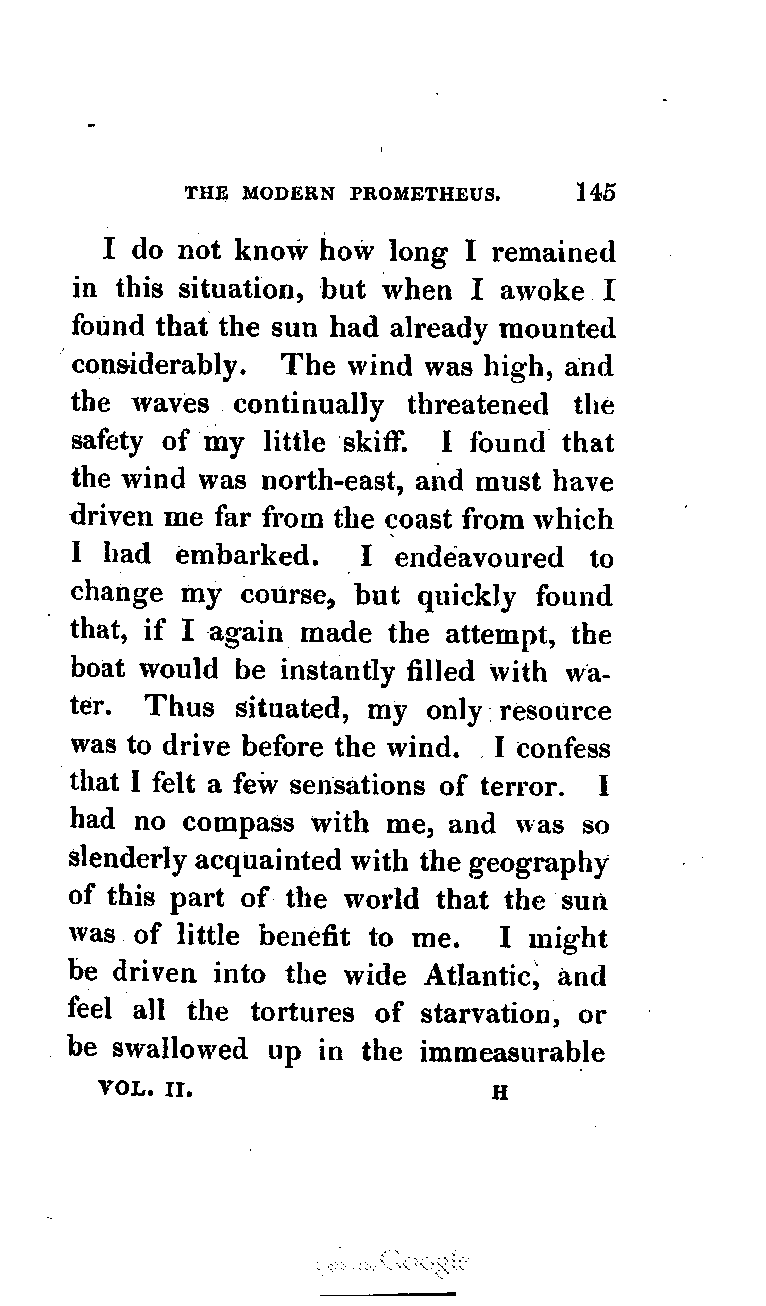 THE MODERN PROMETHEUS. 145
I do not know how long I remained
in this situation, but when I awoke I
found that the sun had already mounted
considerably. The wind was high, and
the waves continually threatened the
safety of my little skiff. I found that
the wind was north-east, and must have
driven me far from the coast from which
I had embarked. I endeavoured to
change my course, but quickly found
that, if I again made the attempt, the
boat would be instantly filled with wa-
ter. Thus situated, my only resource
was to drive before the wind. I confess
that I felt a few sensations of terror. I
had no compass with me, and was so
slenderly acquainted with the geography
of this part of the world that the sun
was of little benefit to me. I might
be driven into the wide Atlantic, and
feel all the tortures of starvation, or
be swallowed up in the immeasurable
VOL. II. H
Google